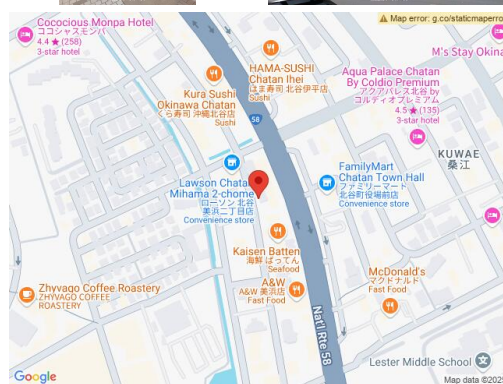 Map error: g.co/staticmaperro
Cococious Monpa Hotel
ココシャスモンパ
4.4 ★ (258)
3-star hotel
HAMA-SUSHI
Chatan Ihei
はま寿司 北谷伊平店
Sushi
M's Stay Okina
Kura Sushi
Okinawa Chatan
くら寿司 沖縄北谷店
Sushi
Aqua Palace Chatan
By Coldio Premium
アクアパレス北谷 by
コルディオプレミアム
4.5 ★ (135)
3-star hotel
58
KUWAE
桑江
Lawson Chatan
Mihama 2-chome
ローソン 北谷
美浜二丁目店
Convenience store
FamilyMart
Chatan Town Hall
ファミリーマート
北谷町役場前店
Convenience store
Kaisen Batten
海鮮 ばってん
Seafood
A&W
A&W 美浜店
Fast Food
McDonald's
マクドナルド
Fast Food
Zhyvago Coffee Roastery
ZHYVAGO COFFEE
ROASTERY
Nat'l Rte 58
Lester Middle School
Google
Map data ©202